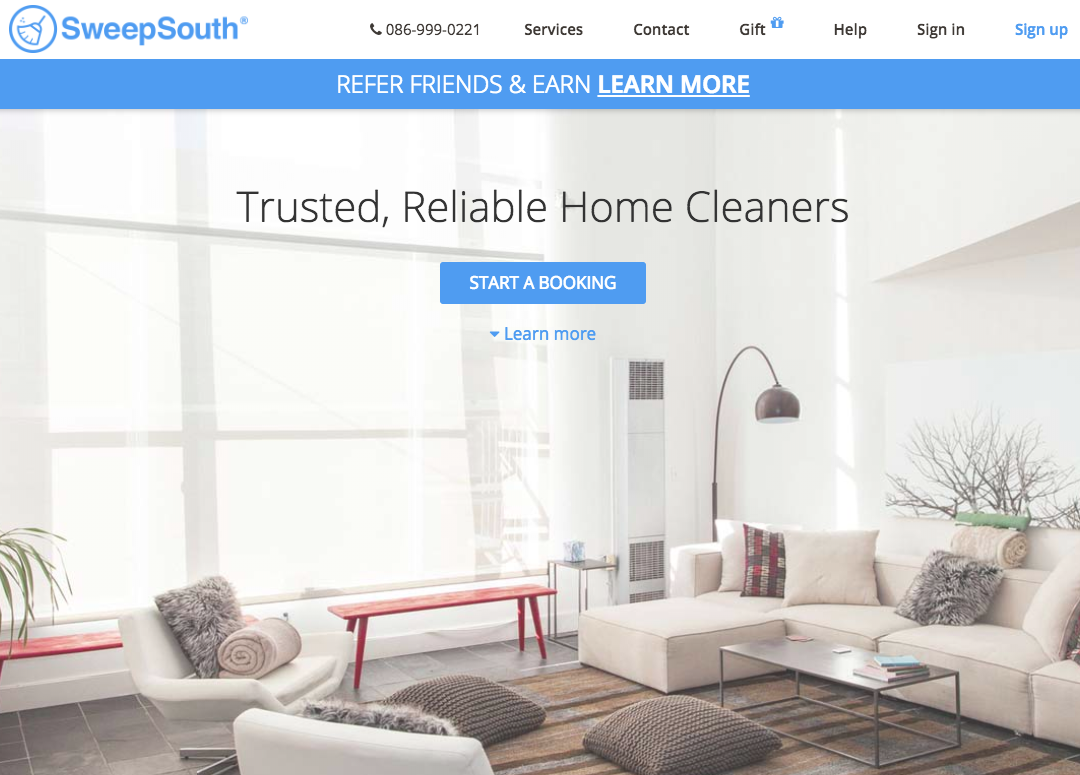 SweepSouth®
086-999-0221 Services Contact Gift Help Sign in Sign up
REFER FRIENDS & EARN LEARN MORE
Trusted, Reliable Home Cleaners
START A BOOKING
Learn more